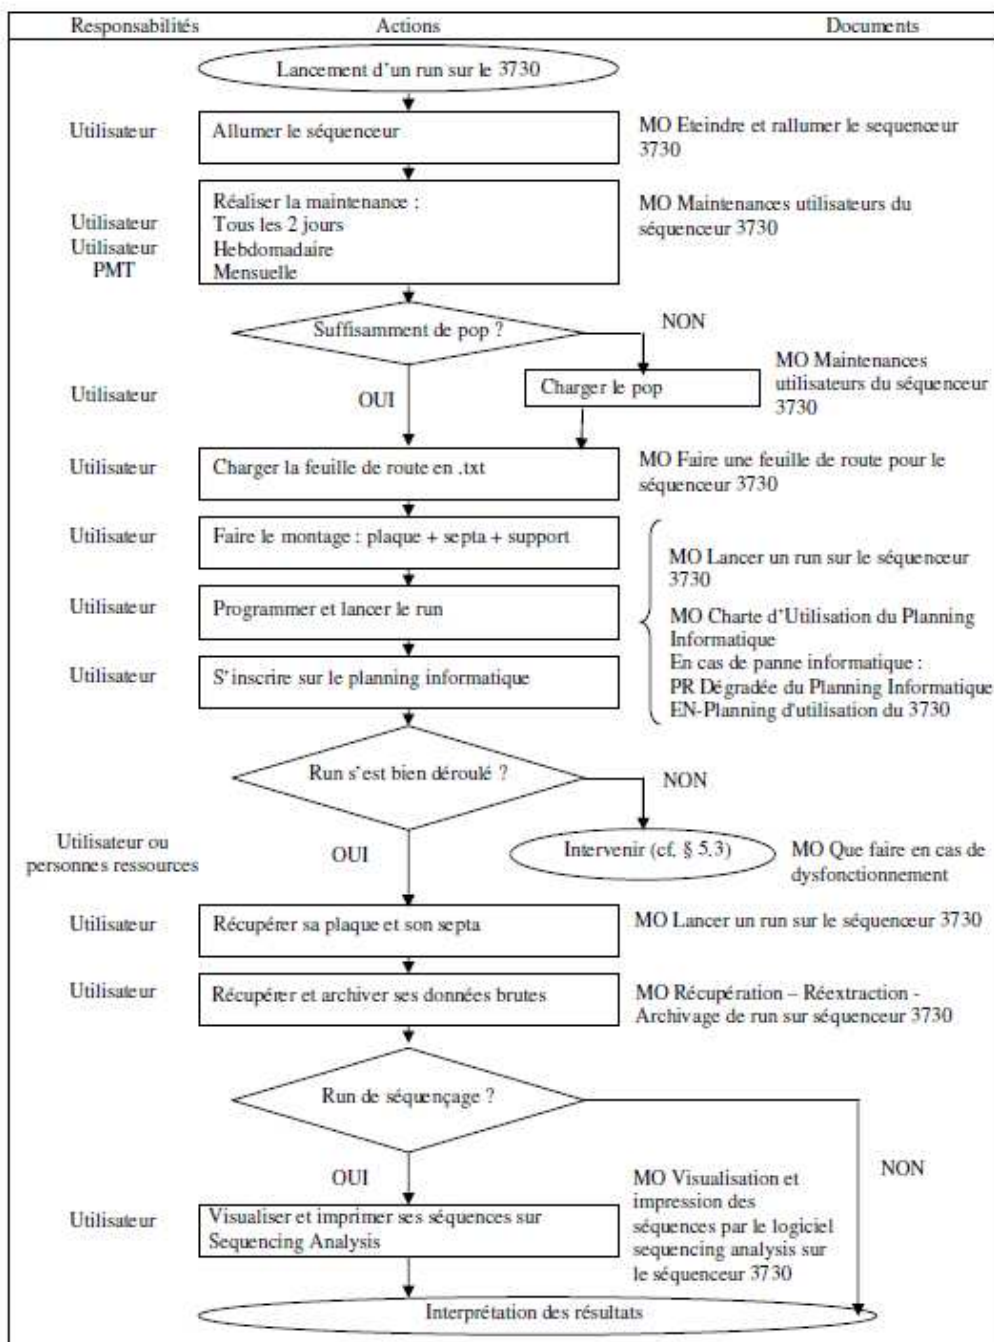 Responsabilités Actions Documents
Lancement d'un run sur le 3730
Utilisateur
Allumer le séquenceur
MO Eteindre et rallumer le sequenceur
3730
Réaliser la maintenance :
Tous les 2 jours
Hebdomadaire
Mensuelle
Utilisateur
Utilisateur
PMT
MO Maintenances utilisateurs du
séquenceur 3730
Suffisamment de pop ?
NON
OUI
Utilisateur
Charger le pop
MO Maintenances
utilisateurs du séquenceur
3730
Utilisateur
Charger la feuille de route en .txt
MO Faire une feuille de route pour le
séquenceur 3730
Utilisateur
Faire le montage : plaque + septa + support
Utilisateur
Programmer et lancer le run
Utilisateur
S'inscrire sur le planning informatique
MO Lancer un run sur le séquenceur
3730
MO Charte d'Utilisation du Planning
Informatique
En cas de panne informatique :
PR Dégradée du Planning Informatique
EN-Planning d'utilisation du 3730
Run s'est bien déroulé ?
NON
OUI
Utilisateur ou
personnes ressources
Intervenir (cf. § 5.3)
MO Que faire en cas de
dysfonctionnement
Utilisateur
Récupérer sa plaque et son septa
MO Lancer un run sur le séquenceur 3730
Utilisateur
Récupérer et archiver ses données brutes
MO Récupération – Réextraction -
Archivage de run sur séquenceur 3730
Run de séquençage ?
NON
OUI
Utilisateur
Visualiser et imprimer ses séquences sur
Sequencing Analysis
MO Visualisation et
impression des
séquences par le logiciel
sequencing analysis sur
le séquenceur 3730
Interprétation des résultats